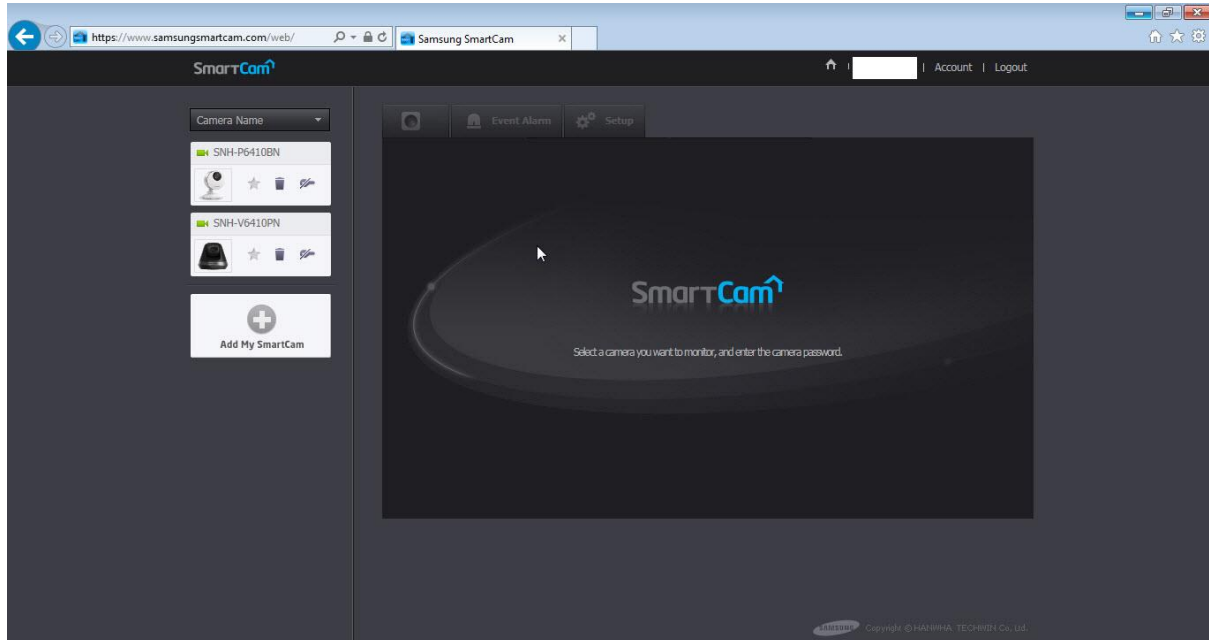 https://www.samsungsmartcam.com/web/
Samsung SmartCam
SmartCam
| | Account | Logout
Camera Name
Event Alarm
Setup
SNH-P6410BN
SNH-V6410PN
Add My SmartCam
SmartCam
Select a camera you want to monitor, and enter the camera password.
SAMSUNG Copyright © HANWHA TECHWIN Co., Ltd.